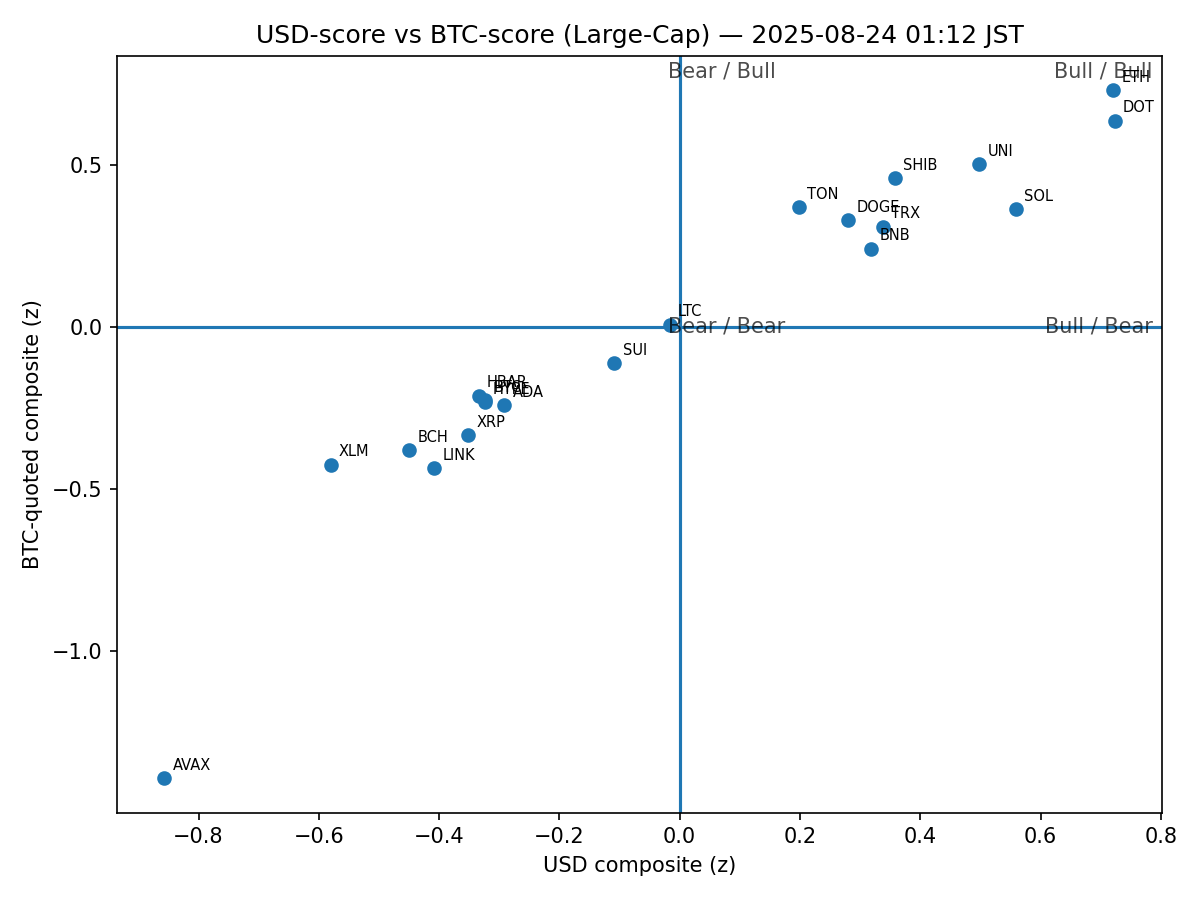 USD-score vs BTC-score (Large-Cap) — 2025-08-24 01:12 JST
Bear / Bull
Bull / Bull
ETH
DOT
UNI
SHIB
SOL
TON
DOGE
TRX
BNB
LTC
Bear / Bear
Bull / Bear
SUI
HBAR
HYPE
ADA
XRP
BCH
LINK
XLM
AVAX
BTC-quoted composite (z)
0.5
0.0
−0.5
−1.0
−0.8
−0.6
−0.4
−0.2
0.0
0.2
0.4
0.6
0.8
USD composite (z)